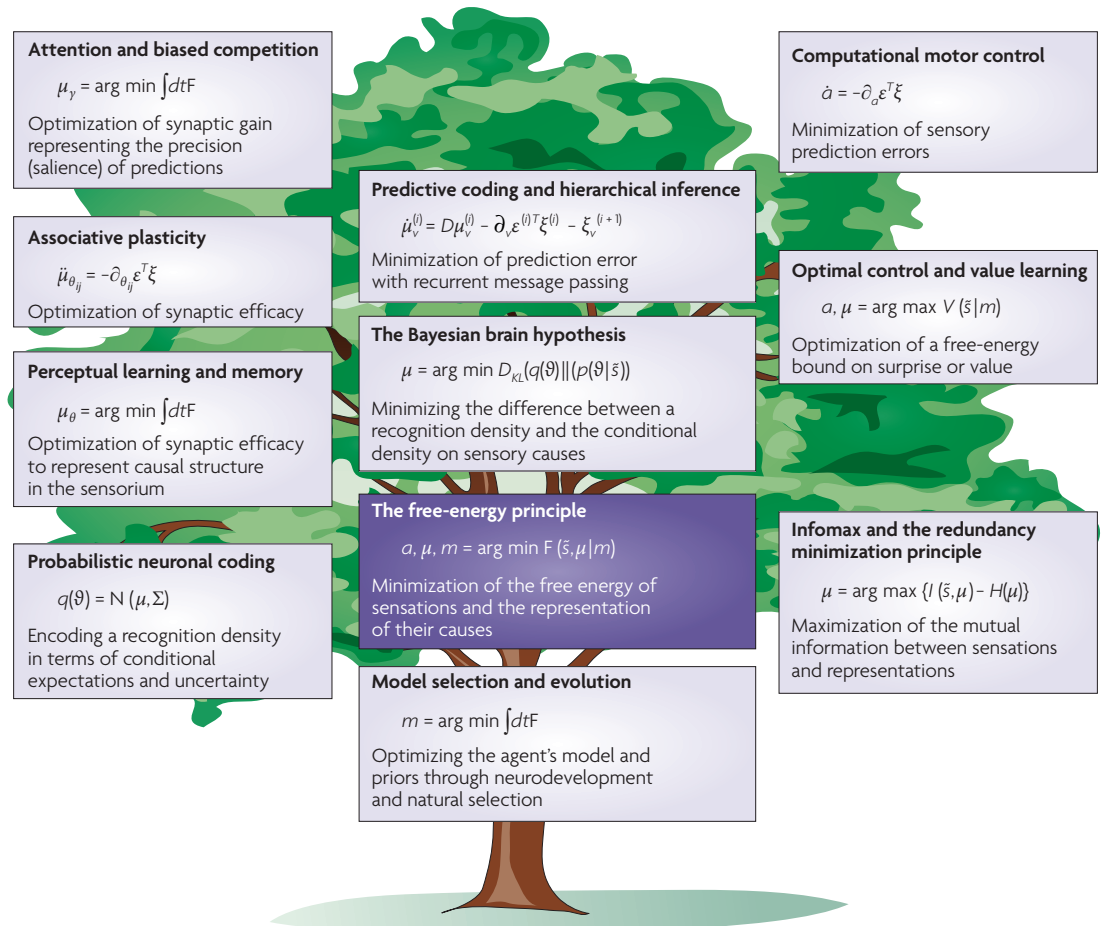 Attention and biased competition
μγ = arg min ∫dtF
Optimization of synaptic gain
representing the precision
(salience) of predictions
Associative plasticity
μ̈θij = −∂θij εᵀξ
Optimization of synaptic efficacy
Perceptual learning and memory
μθ = arg min ∫dtF
Optimization of synaptic efficacy
to represent causal structure
in the sensorium
Probabilistic neuronal coding
q(ϑ) = N (μ,Σ)
Encoding a recognition density
in terms of conditional
expectations and uncertainty
Predictive coding and hierarchical inference
μ̇v⁽ⁱ⁾ = Dμv⁽ⁱ⁾ − ∂vε⁽ⁱ⁾ᵀξ⁽ⁱ⁾ − ξv⁽ⁱ⁺¹⁾
Minimization of prediction error
with recurrent message passing
The Bayesian brain hypothesis
μ = arg min DKL(q(ϑ)||(p(ϑ|s̃))
Minimizing the difference between a
recognition density and the conditional
density on sensory causes
The free-energy principle
a, μ, m = arg min F (s̃,μ|m)
Minimization of the free energy of
sensations and the representation
of their causes
Model selection and evolution
m = arg min ∫dtF
Optimizing the agent's model and
priors through neurodevelopment
and natural selection
Computational motor control
ȧ = −∂aεᵀξ
Minimization of sensory
prediction errors
Optimal control and value learning
a, μ = arg max V (s̃|m)
Optimization of a free-energy
bound on surprise or value
Infomax and the redundancy
minimization principle
μ = arg max {I (s̃,μ) − H(μ)}
Maximization of the mutual
information between sensations
and representations